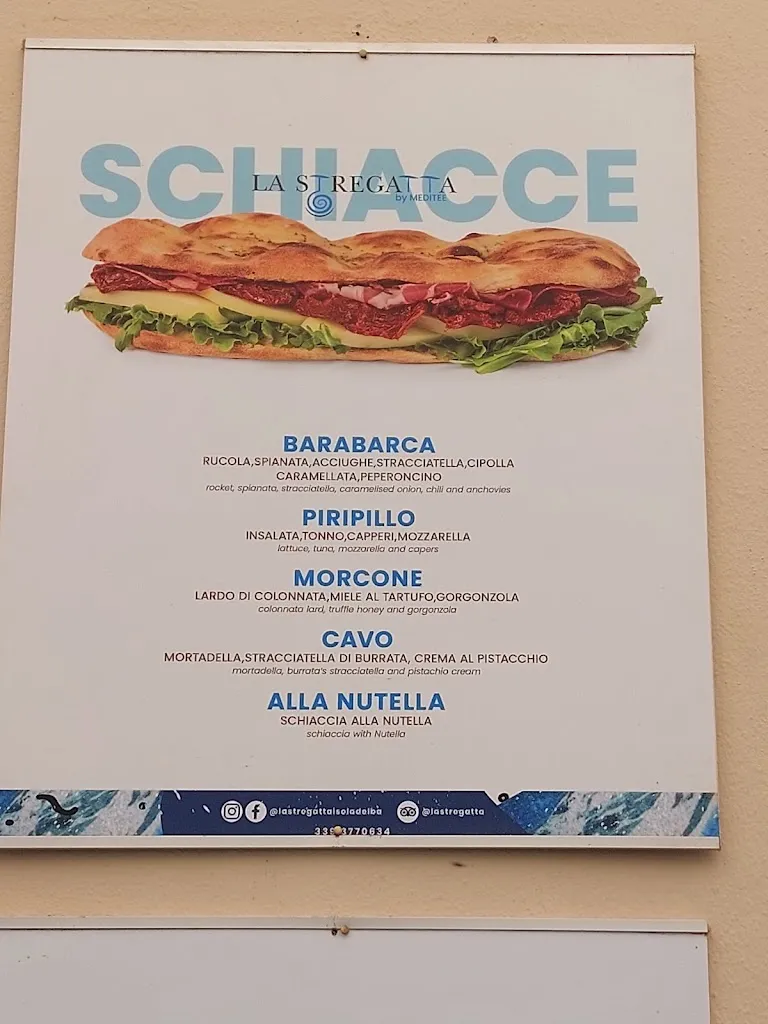 SCHIACCE
LA STREGATTA
by MEDITEE
BARABARCA
RUCOLA,SPIANATA,ACCIUGHE,STRACCIATELLA,CIPOLLA
CARAMELLATA,PEPERONCINO
rocket, spianata, stracciatella, caramelised onion, chili and anchovies
PIRIPILLO
INSALATA,TONNO,CAPPERI,MOZZARELLA
lattuce, tuna, mozzarella and capers
MORCONE
LARDO DI COLONNATA,MIELE AL TARTUFO,GORGONZOLA
colonnata lard, truffle honey and gorgonzola
CAVO
MORTADELLA,STRACCIATELLA DI BURRATA, CREMA AL PISTACCHIO
mortadella, burrata's stracciatella and pistachio cream
ALLA NUTELLA
SCHIACCIA ALLA NUTELLA
schiaccia with Nutella
@lastregattaisoladelba @lastregatta